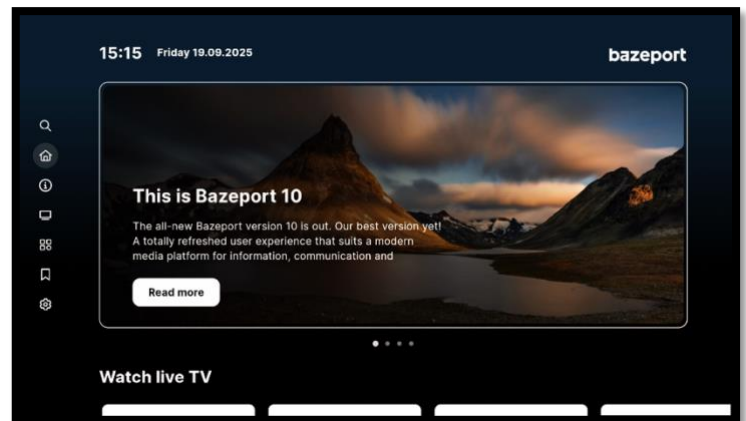 15:15 Friday 19.09.2025
bazeport
This is Bazeport 10
The all-new Bazeport version 10 is out. Our best version yet!
A totally refreshed user experience that suits a modern
media platform for information, communication and
Read more
Watch live TV